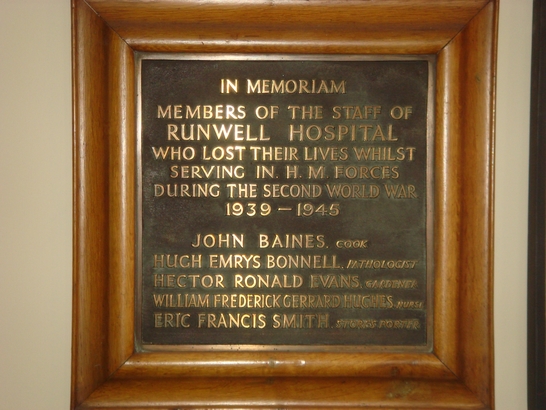 IN MEMORIAM
MEMBERS OF THE STAFF OF
RUNWELL HOSPITAL
WHO LOST THEIR LIVES WHILST
SERVING IN. H. M. FORCES
DURING THE SECOND WORLD WAR
1939 - 1945
JOHN BAINES, COOK
HUGH EMRYS BONNELL, PATHOLOGIST
HECTOR RONALD EVANS, GARDENER
WILLIAM FREDERICK GERRARD HUGHES, NURSE
ERIC FRANCIS SMITH,